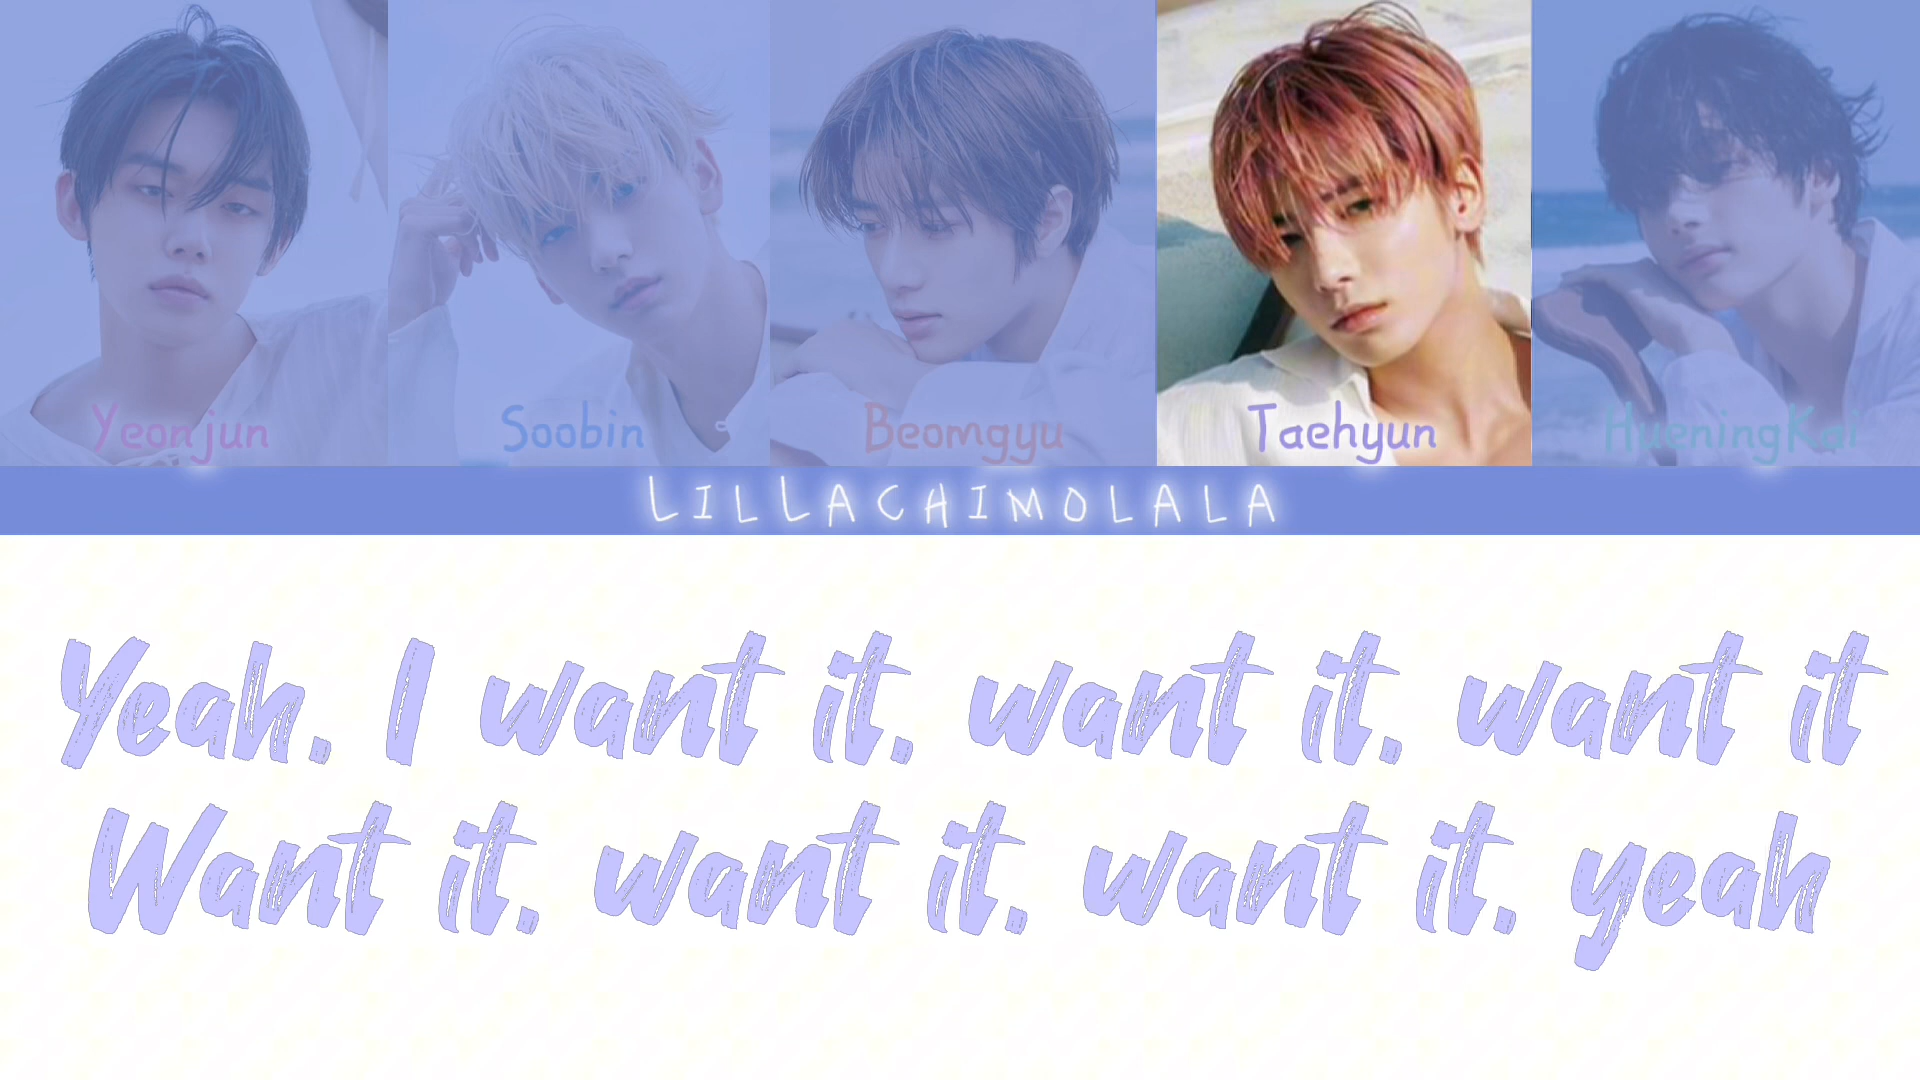 Yeonjun Soobin Beomgyu Taehyun HueningKai
LILLACHIMOLALA
Yeah. I want it. want it. want it
Want it. want it. want it. yeah